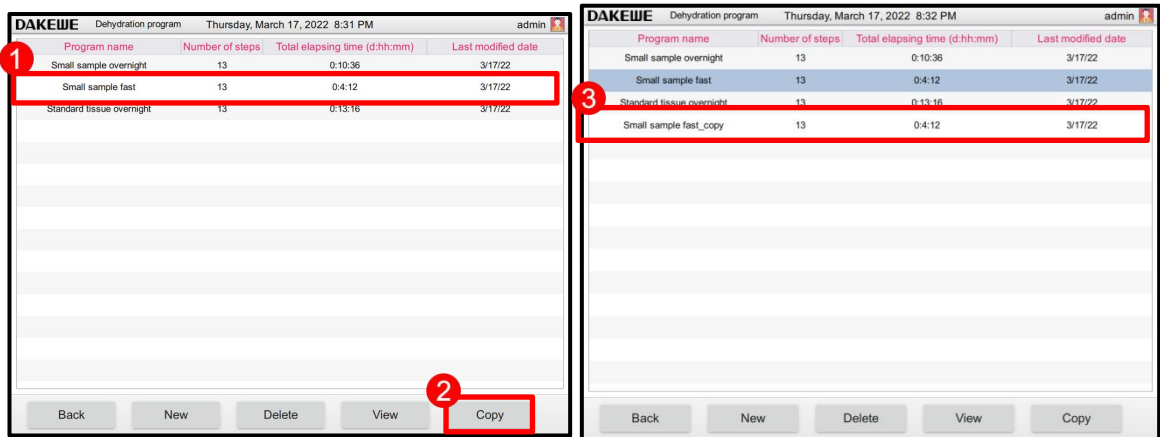 DAKEWE Dehydration program Thursday, March 17, 2022 8:31 PM admin
Program name Number of steps Total elapsing time (d:hh:mm) Last modified date
1
Small sample overnight 13 0:10:36 3/17/22
Small sample fast 13 0:4:12 3/17/22
Standard tissue overnight 13 0:13:16 3/17/22
2
Back New Delete View Copy
DAKEWE Dehydration program Thursday, March 17, 2022 8:32 PM admin
Program name Number of steps Total elapsing time (d:hh:mm) Last modified date
Small sample overnight 13 0:10:36 3/17/22
Small sample fast 13 0:4:12 3/17/22
3
Standard tissue overnight 13 0:13:16 3/17/22
Small sample fast_copy 13 0:4:12 3/17/22
Back New Delete View Copy